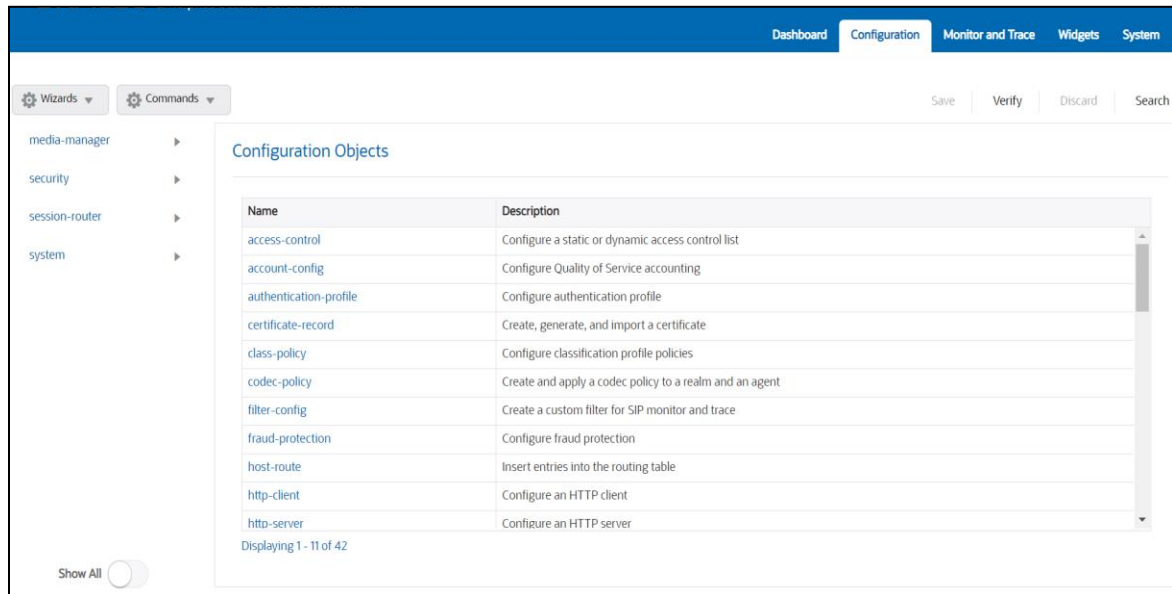 Dashboard Configuration Monitor and Trace Widgets System
Wizards Commands Save Verify Discard Search
media-manager
security
session-router
system
Configuration Objects
Name Description
access-control Configure a static or dynamic access control list
account-config Configure Quality of Service accounting
authentication-profile Configure authentication profile
certificate-record Create, generate, and import a certificate
class-policy Configure classification profile policies
codec-policy Create and apply a codec policy to a realm and an agent
filter-config Create a custom filter for SIP monitor and trace
fraud-protection Configure fraud protection
host-route Insert entries into the routing table
http-client Configure an HTTP client
http-server Configure an HTTP server
Displaying 1 - 11 of 42
Show All